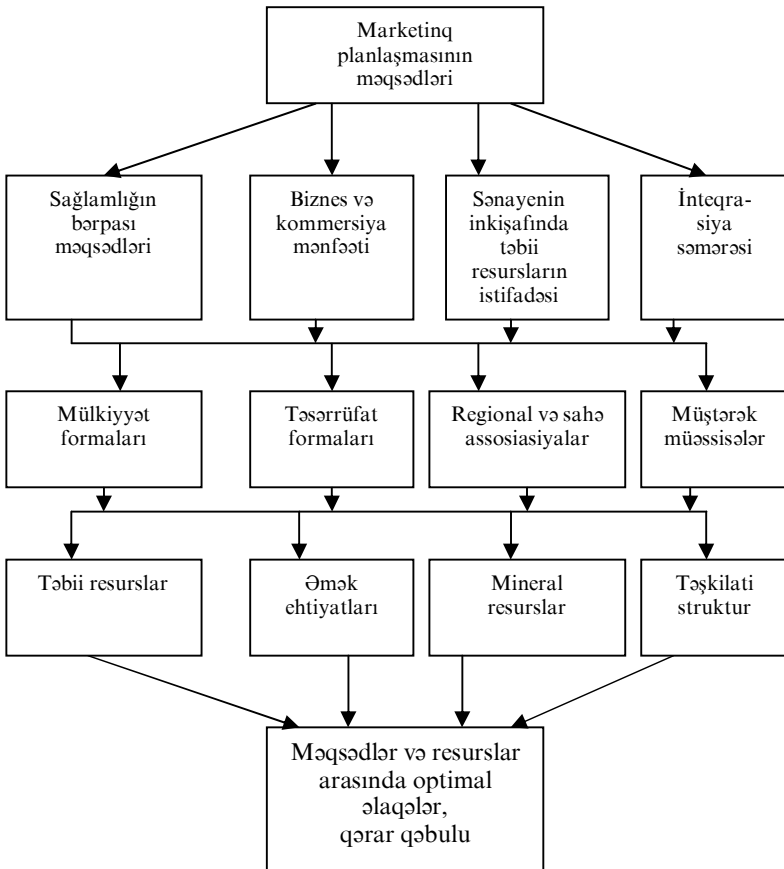 Marketinq
planlaşmasının
məqsədləri
Sağlamlığın
bərpası
məqsədləri
Biznes və
kommersiya
mənfəəti
Sənayenin
inkişafında
təbii
resursların
istifadəsi
İnteqra-
siya
səmərəsi
Mülkiyyət
formaları
Təsərrüfat
formaları
Regional və sahə
assosiasiyalar
Müştərək
müəssisələr
Təbii resurslar
Əmək
ehtiyatları
Mineral
resurslar
Təşkilati
struktur
Məqsədlər və resurslar
arasında optimal
əlaqələr,
qərar qəbulu